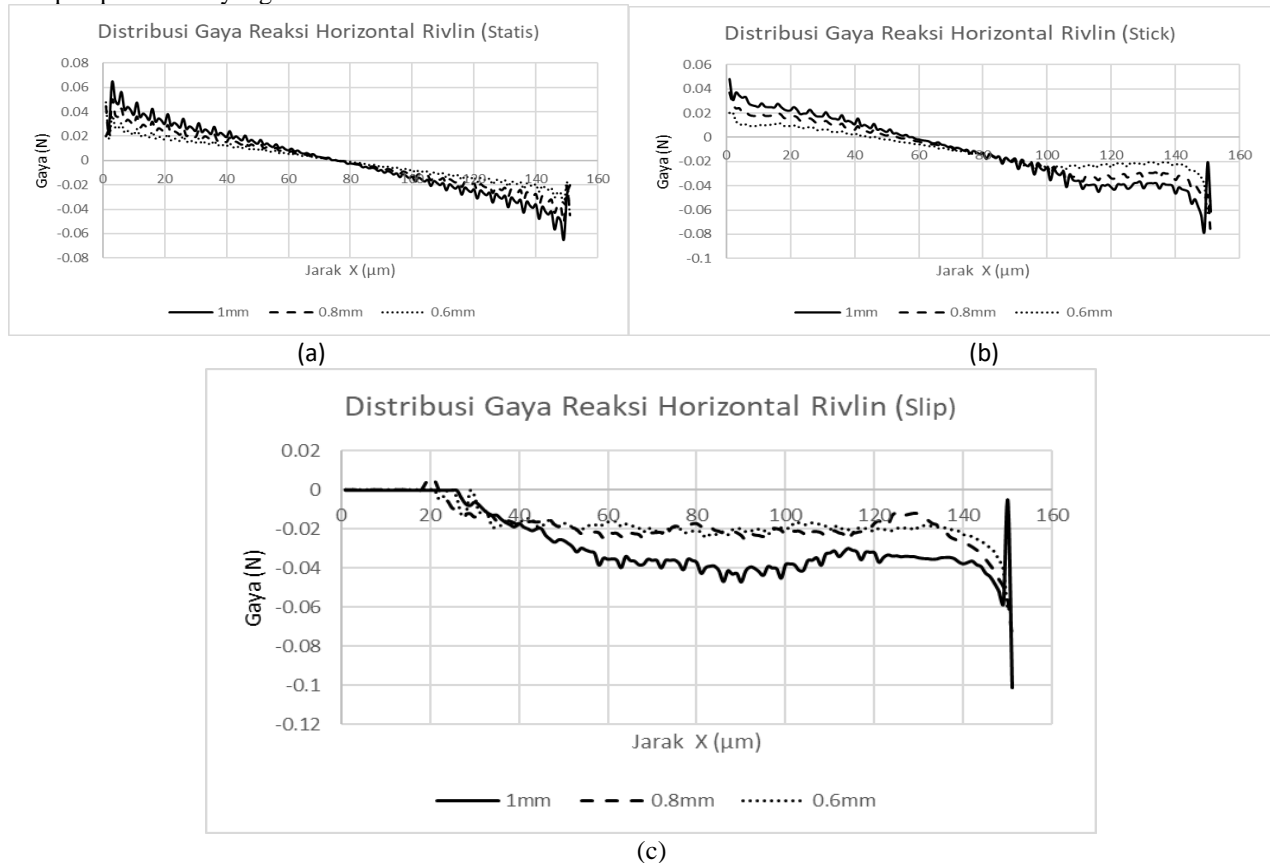 Distribusi Gaya Reaksi Horizontal Rivlin (Statis)
0.08
0.06
0.04
0.02
0
-0.02
-0.04
-0.06
-0.08
0 20 40 60 80 100 120 140 160
Gaya (N)
Jarak X (µm)
1mm 0.8mm 0.6mm
(a)
Distribusi Gaya Reaksi Horizontal Rivlin (Stick)
0.06
0.04
0.02
0
-0.02
-0.04
-0.06
-0.08
-0.1
0 20 40 60 80 100 120 140 160
Gaya (N)
Jarak X (µm)
1mm 0.8mm 0.6mm
(b)
Distribusi Gaya Reaksi Horizontal Rivlin (Slip)
0.02
0
-0.02
-0.04
-0.06
-0.08
-0.1
-0.12
0 20 40 60 80 100 120 140 160
Gaya (N)
Jarak X (µm)
1mm 0.8mm 0.6mm
(c)